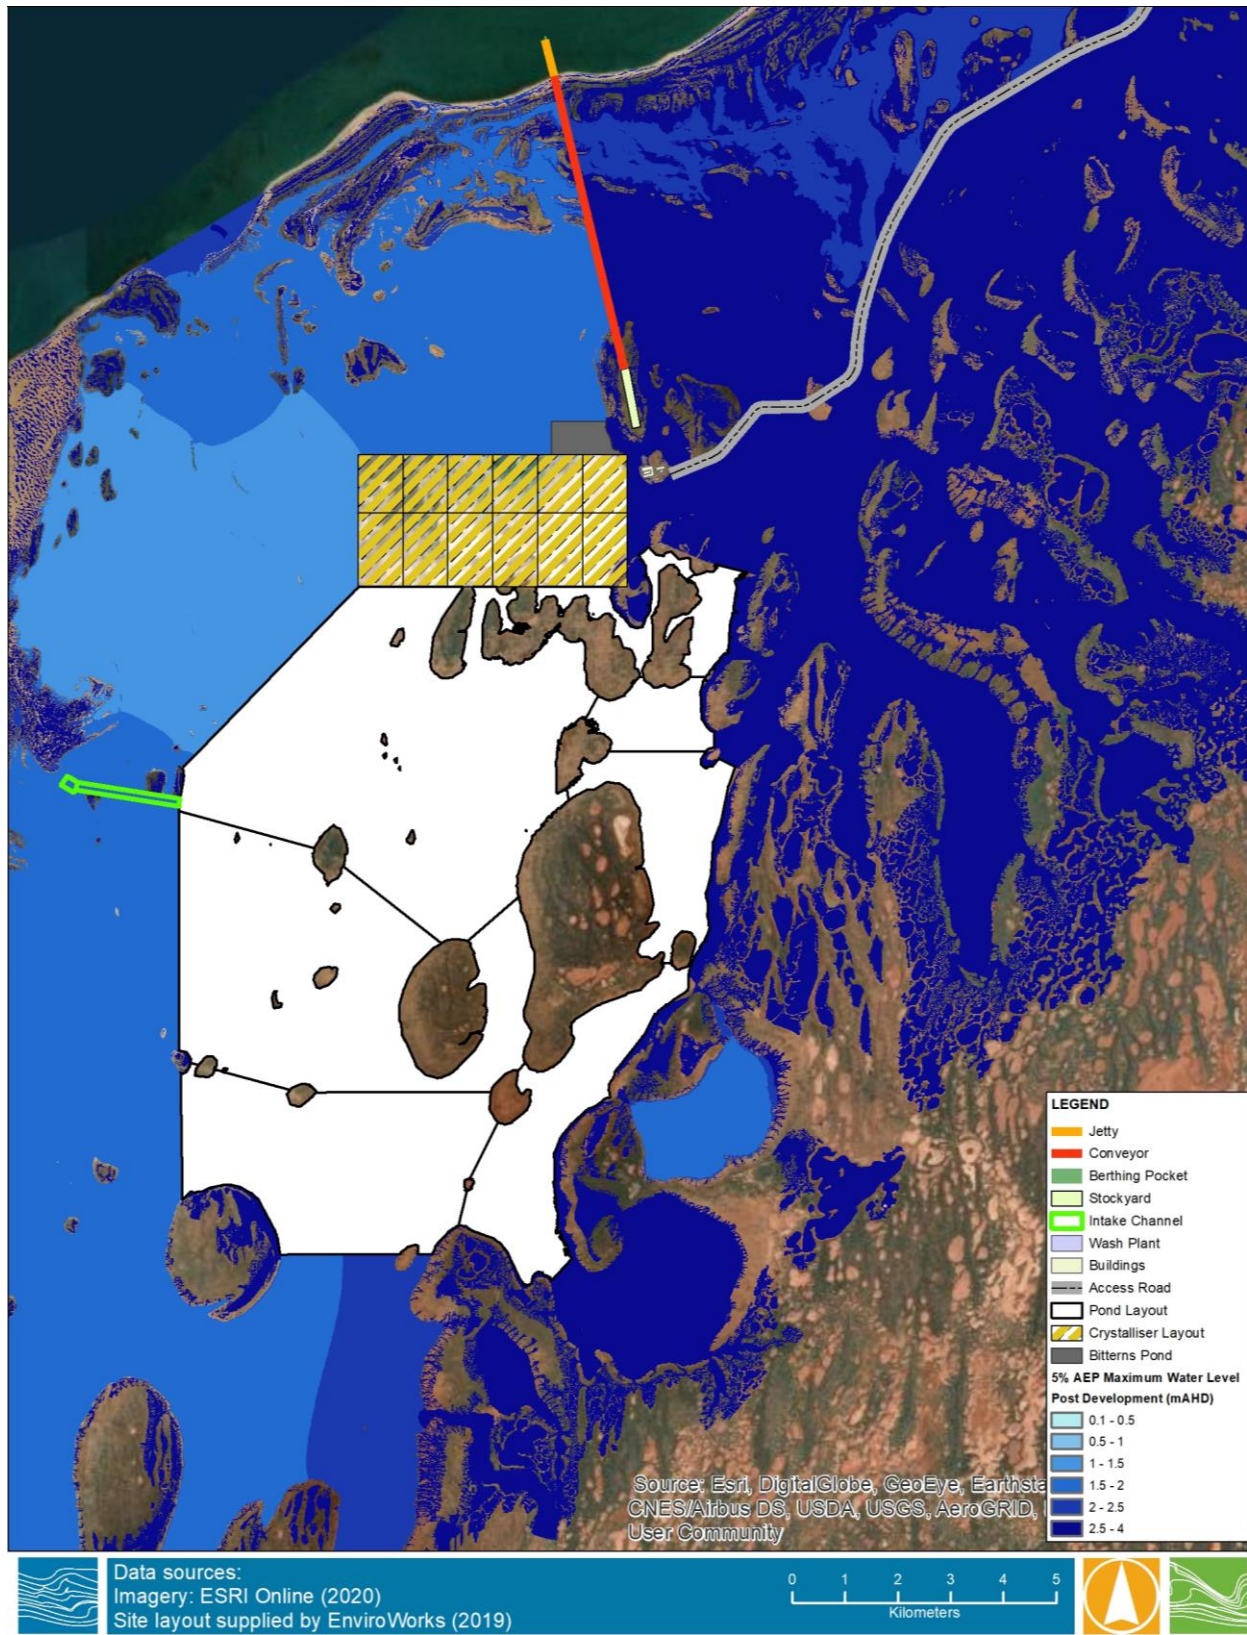 LEGEND
Jetty
Conveyor
Berthing Pocket
Stockyard
Intake Channel
Wash Plant
Buildings
Access Road
Pond Layout
Crystalliser Layout
Bitterns Pond
5% AEP Maximum Water Level
Post Development (mAHD)
0.1 - 0.5
0.5 - 1
1 - 1.5
1.5 - 2
2 - 2.5
2.5 - 4
Source: Esri, DigitalGlobe, GeoEye, Earthsta
CNES/Airbus DS, USDA, USGS, AeroGRID,
User Community
Data sources:
Imagery: ESRI Online (2020)
Site layout supplied by EnviroWorks (2019)
0 1 2 3 4 5
Kilometers